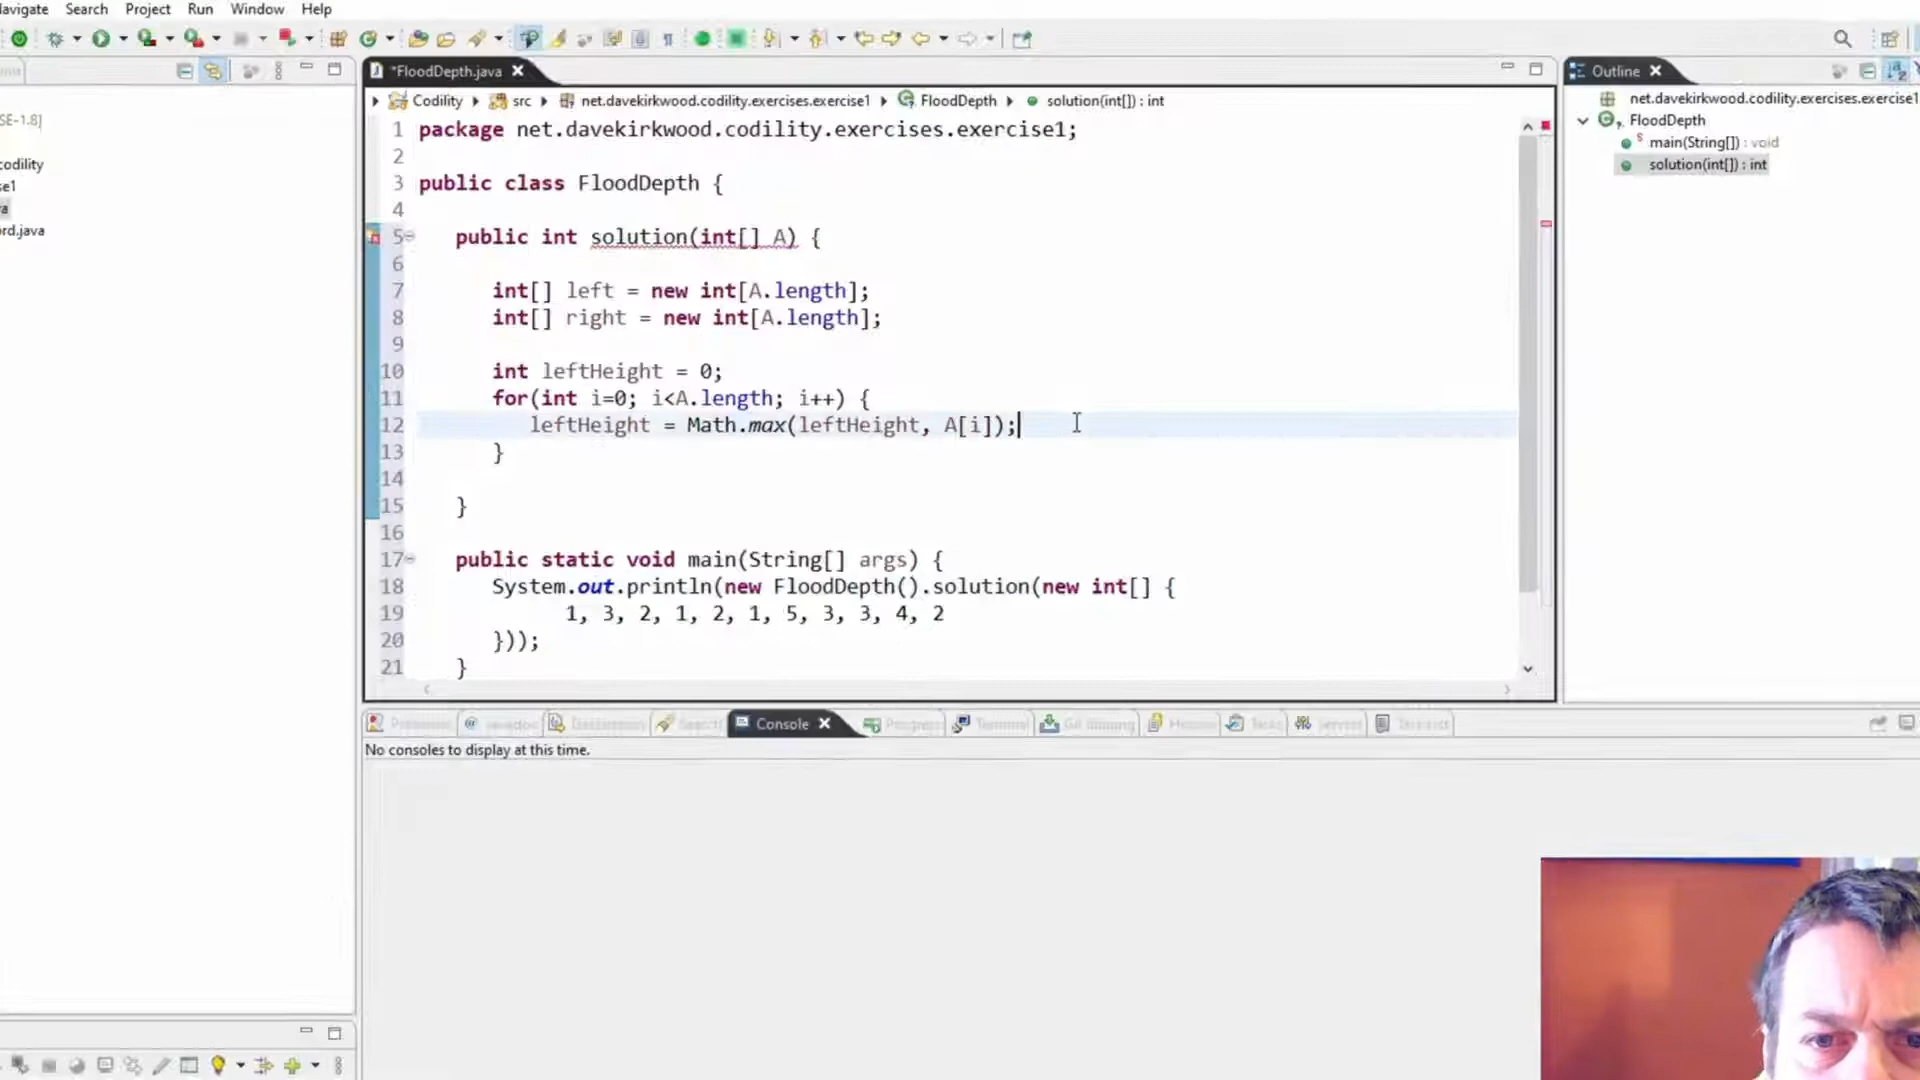 Search Project Run Window Help
*FloodDepth.java
Outline
Codility src net.davekirkwood.codility.exercises.exercise1 FloodDepth solution(int[]) : int
net.davekirkwood.codility.exercises.exercise1
FloodDepth
main(String[]) : void
solution(int[]) : int
SE-1.8]
codility
se1
va
ord.java
1 package net.davekirkwood.codility.exercises.exercise1;
2
3 public class FloodDepth {
4
5 public int solution(int[] A) {
6
7 int[] left = new int[A.length];
8 int[] right = new int[A.length];
9
10 int leftHeight = 0;
11 for(int i=0; i<A.length; i++) {
12 leftHeight = Math.max(leftHeight, A[i]);
13 }
14
15 }
16
17 public static void main(String[] args) {
18 System.out.println(new FloodDepth().solution(new int[] {
19 1, 3, 2, 1, 2, 1, 5, 3, 3, 4, 2
20 }));
21 }
Console
No consoles to display at this time.